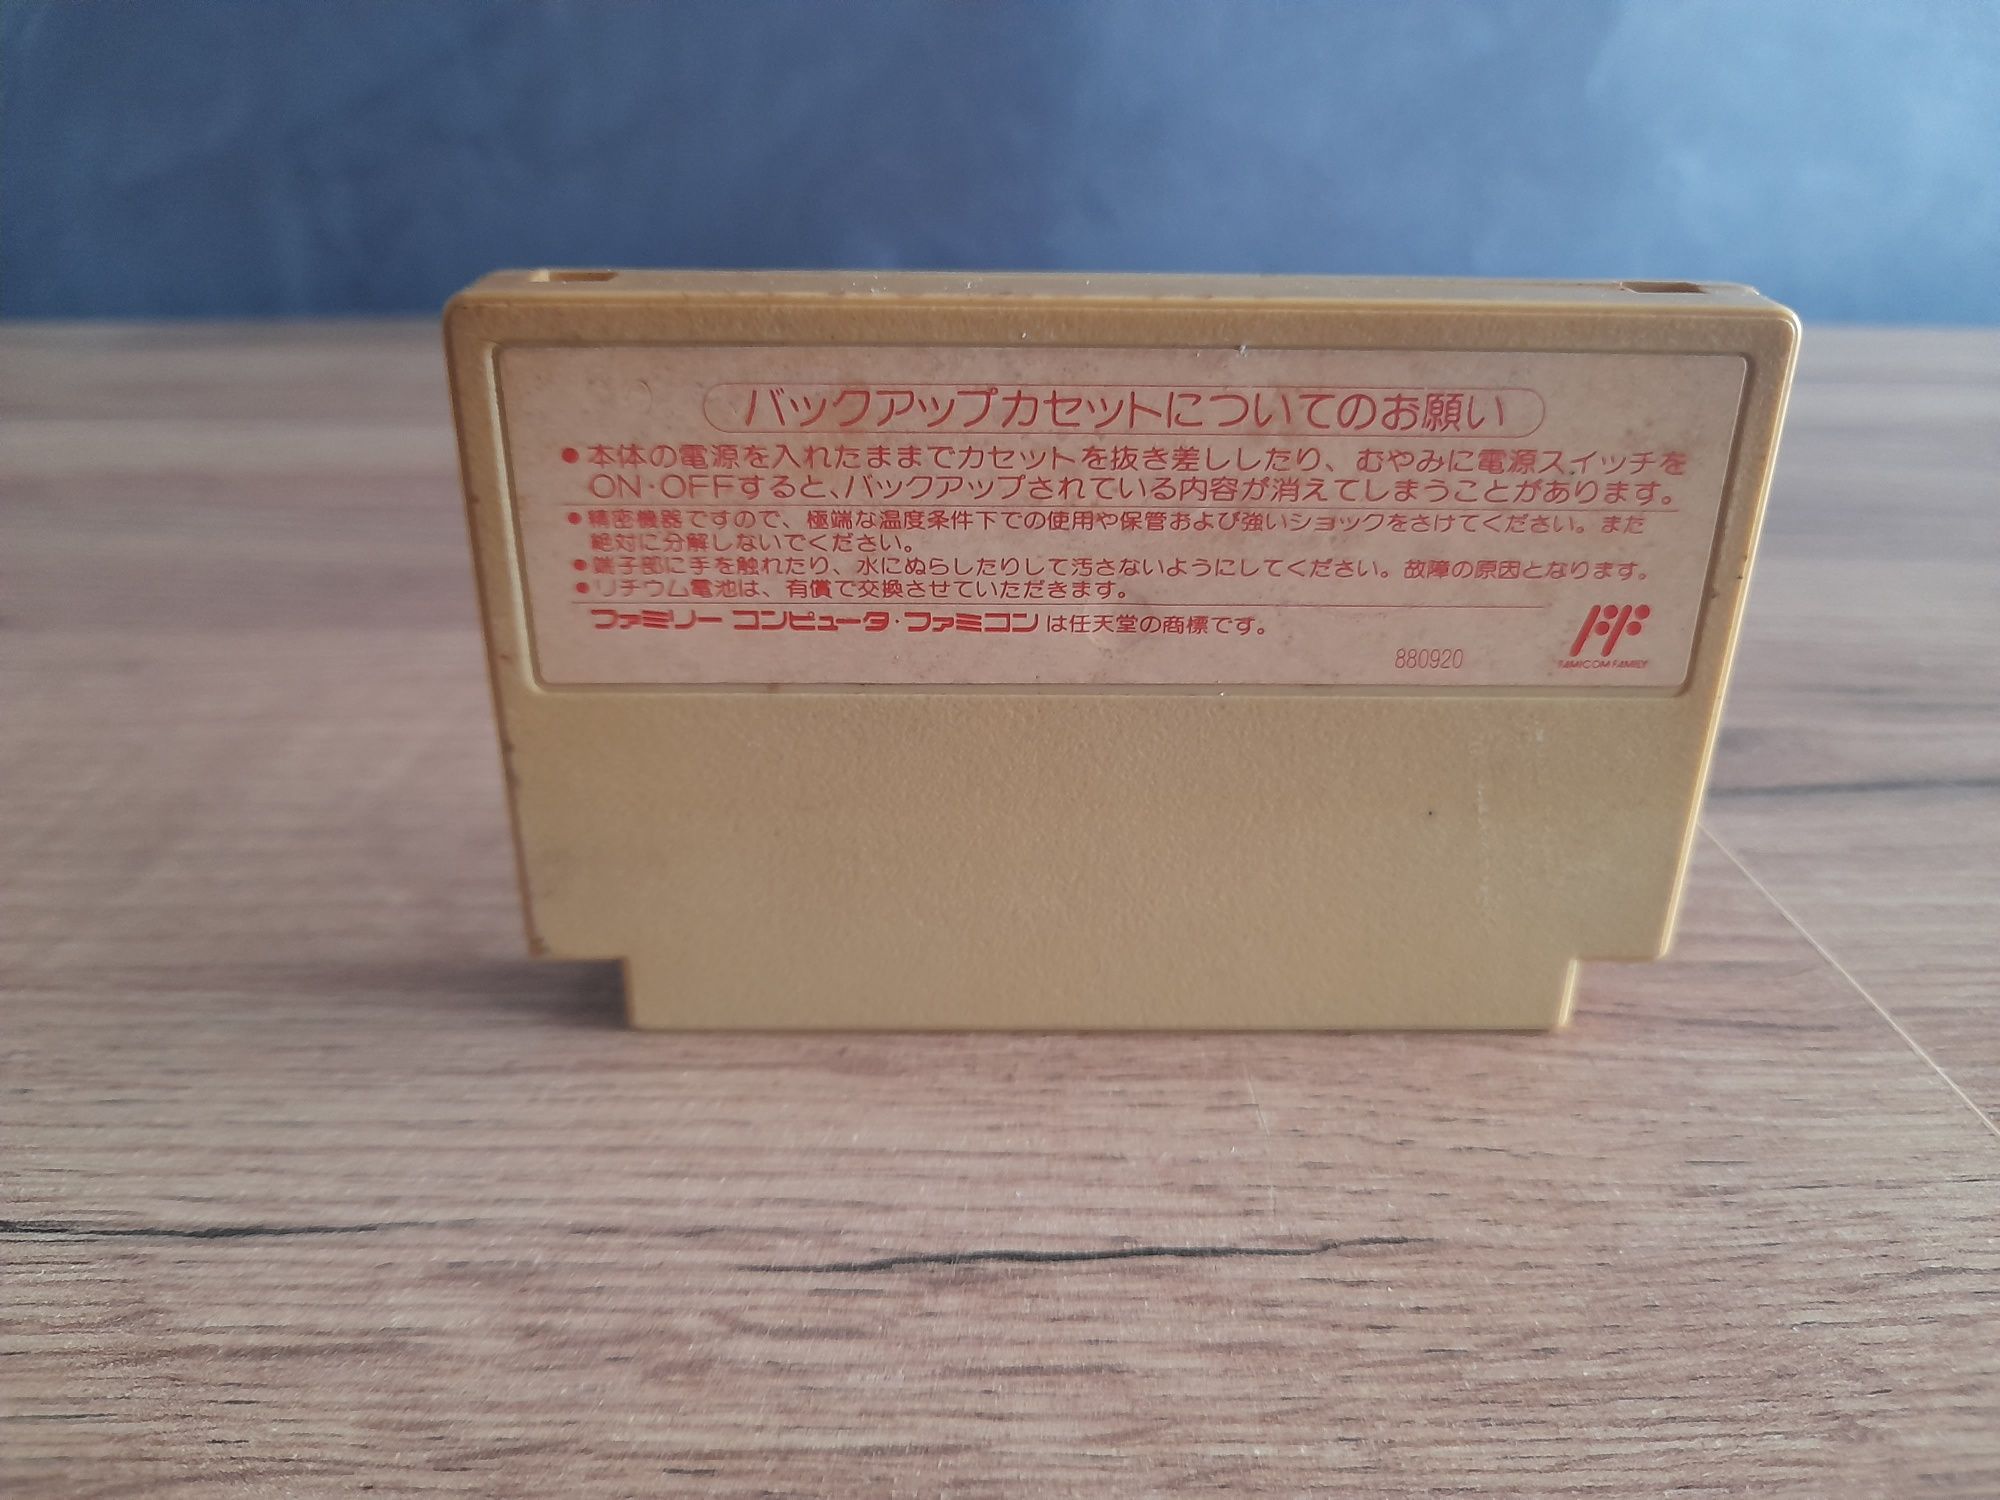 バックアップカセットについてのお願い
●本体の電源を入れたままでカセットを抜き差ししたり、むやみに電源スイッチを
ON・OFFすると、バックアップされている内容が消えてしまうことがあります。
●精密機器ですので、極端な温度条件下での使用や保管および強いショックをさけてください。また
絶対に分解しないでください。
●端子部に手を触れたり、水にぬらしたりして汚さないようにしてください。故障の原因となります。
●リチウム電池は、有償で交換させていただきます。
ファミリー コンピュータ・ファミコンは任天堂の商標です。
880920
FAMICOM FAMILY